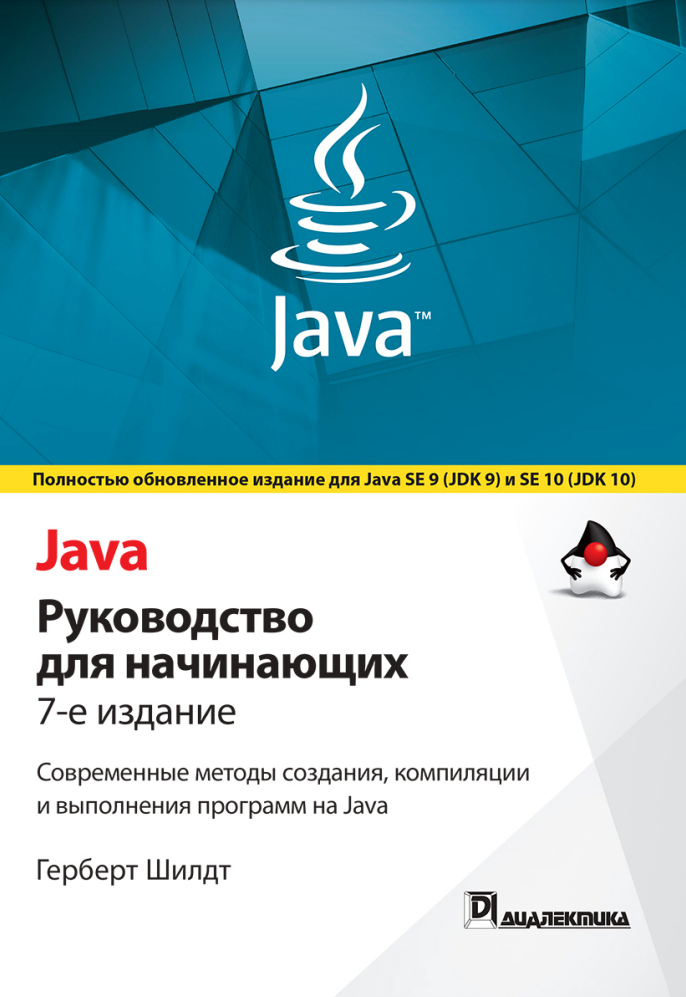 Java™
Полностью обновленное издание для Java SE 9 (JDK 9) и SE 10 (JDK 10)
Java
Руководство
для начинающих
7-е издание
Современные методы создания, компиляции
и выполнения программ на Java
Герберт Шилдт
ДИАЛЕКТИКА